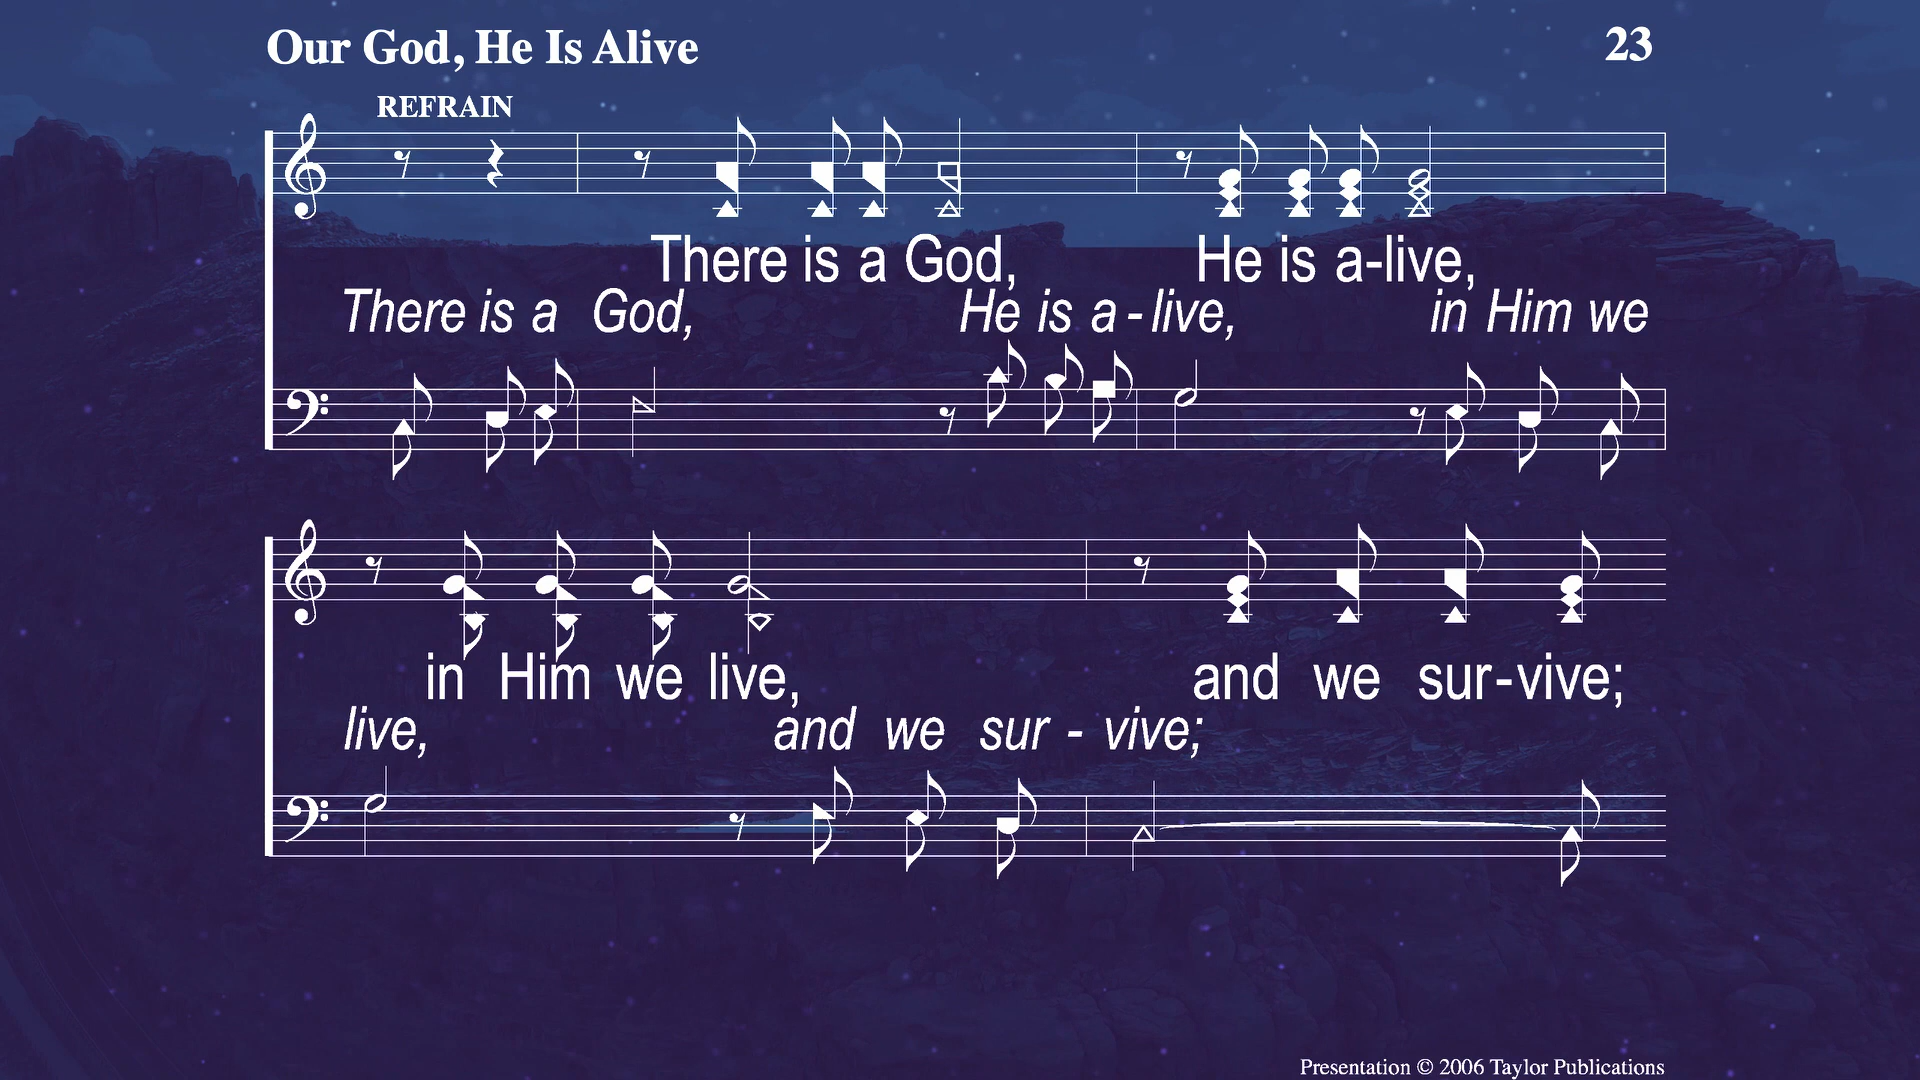 Our God, He Is Alive 23
REFRAIN
There is a God, He is a-live,
There is a God, He is a - live, in Him we
in Him we live, and we sur-vive;
live, and we sur - vive;
Presentation © 2006 Taylor Publications